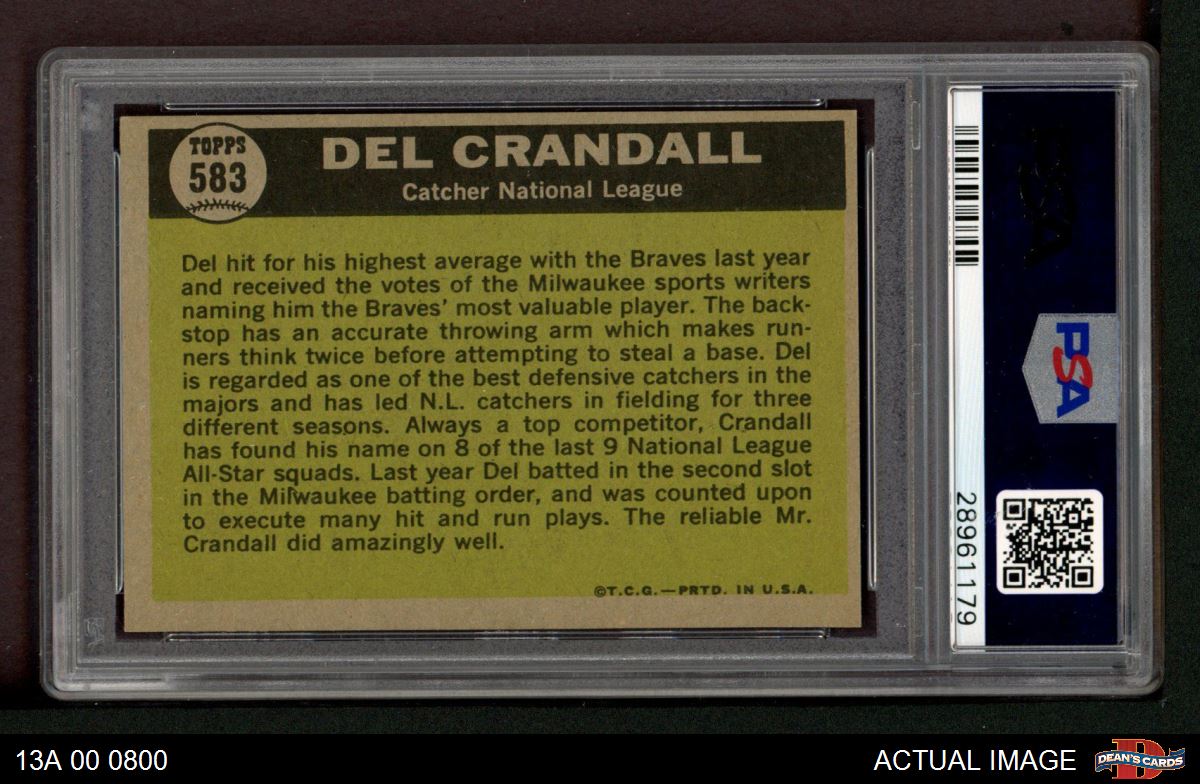 TOPPS
583
DEL CRANDALL
Catcher National League
Del hit for his highest average with the Braves last year
and received the votes of the Milwaukee sports writers
naming him the Braves' most valuable player. The back-
stop has an accurate throwing arm which makes run-
ners think twice before attempting to steal a base. Del
is regarded as one of the best defensive catchers in the
majors and has led N.L. catchers in fielding for three
different seasons. Always a top competitor, Crandall
has found his name on 8 of the last 9 National League
All-Star squads. Last year Del batted in the second slot
in the Milwaukee batting order, and was counted upon
to execute many hit and run plays. The reliable Mr.
Crandall did amazingly well.
©T.C.G.—PRTD. IN U.S.A.
PSA
28961179
13A 00 0800
ACTUAL IMAGE
DEAN'S CARDS